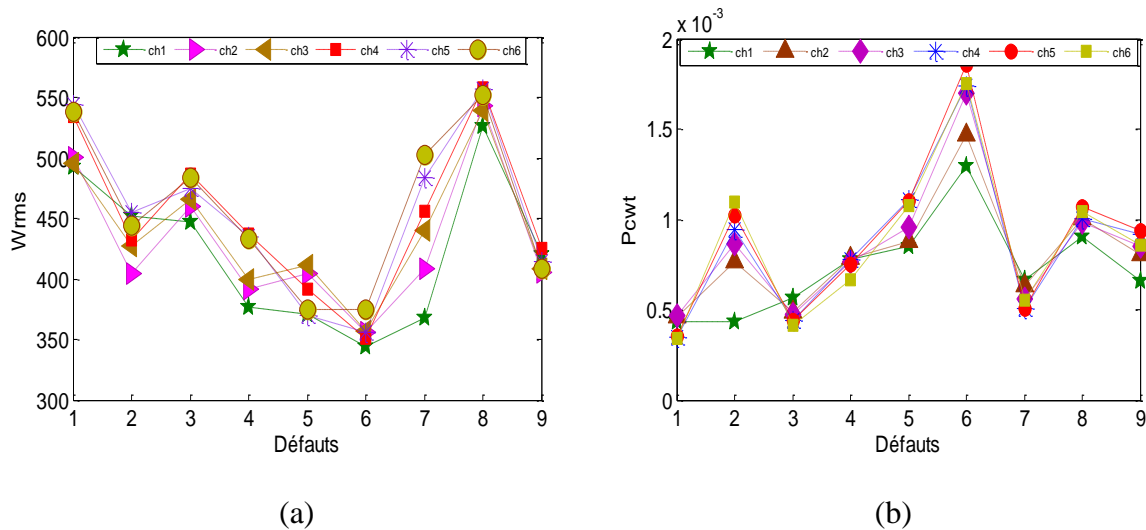 600
550
500
450
400
350
300
Wrms
ch1 ch2 ch3 ch4 ch5 ch6
1 2 3 4 5 6 7 8 9
Défauts
(a)
x 10⁻³
2
1.5
1
0.5
0
Pcwt
ch1 ch2 ch3 ch4 ch5 ch6
1 2 3 4 5 6 7 8 9
Défauts
(b)